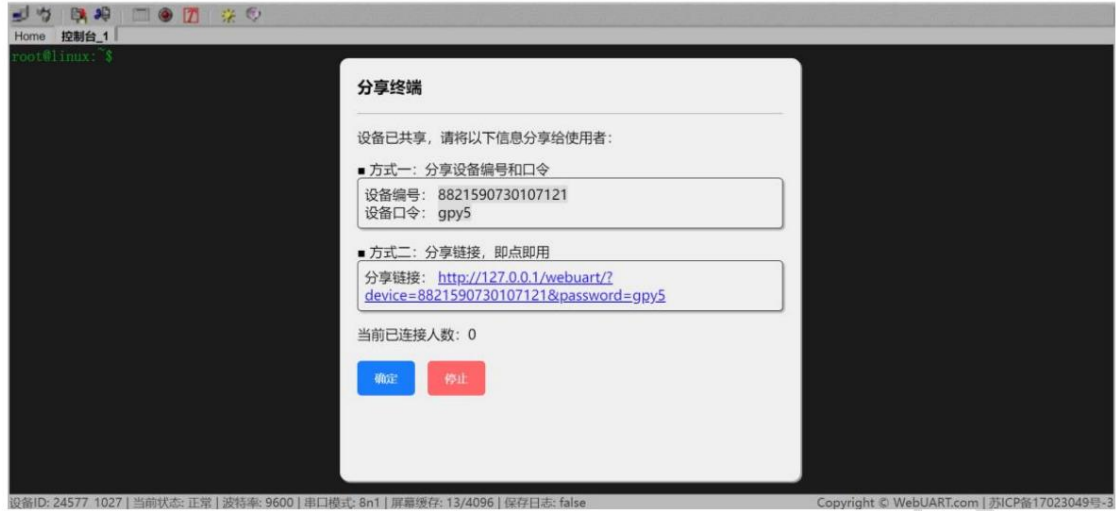 Home 控制台_1
root@linux:~$
分享终端
设备已共享，请将以下信息分享给使用者：
■ 方式一：分享设备编号和口令
设备编号： 8821590730107121
设备口令： gpy5
■ 方式二：分享链接，即点即用
分享链接： http://127.0.0.1/webuart/?
device=8821590730107121&password=gpy5
当前已连接人数：0
确定 停止
设备ID: 24577_1027 | 当前状态: 正常 | 波特率: 9600 | 串口模式: 8n1 | 屏幕缓存: 13/4096 | 保存日志: false Copyright © WebUART.com | 苏ICP备17023049号-3